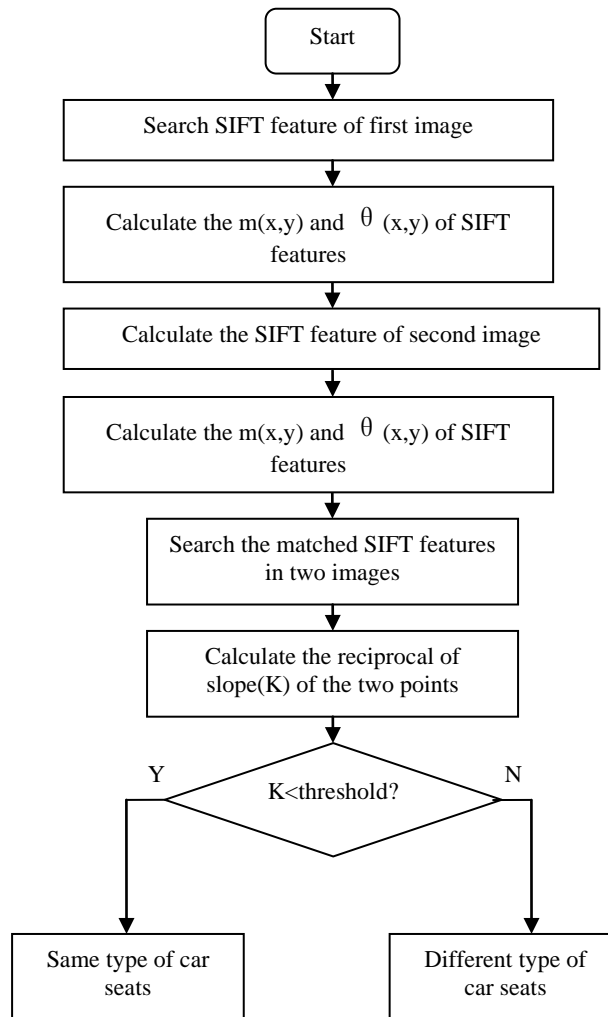 Start
Search SIFT feature of first image
Calculate the m(x,y) and θ (x,y) of SIFT
features
Calculate the SIFT feature of second image
Calculate the m(x,y) and θ (x,y) of SIFT
features
Search the matched SIFT features
in two images
Calculate the reciprocal of
slope(K) of the two points
Y
K<threshold?
N
Same type of car
seats
Different type of
car seats